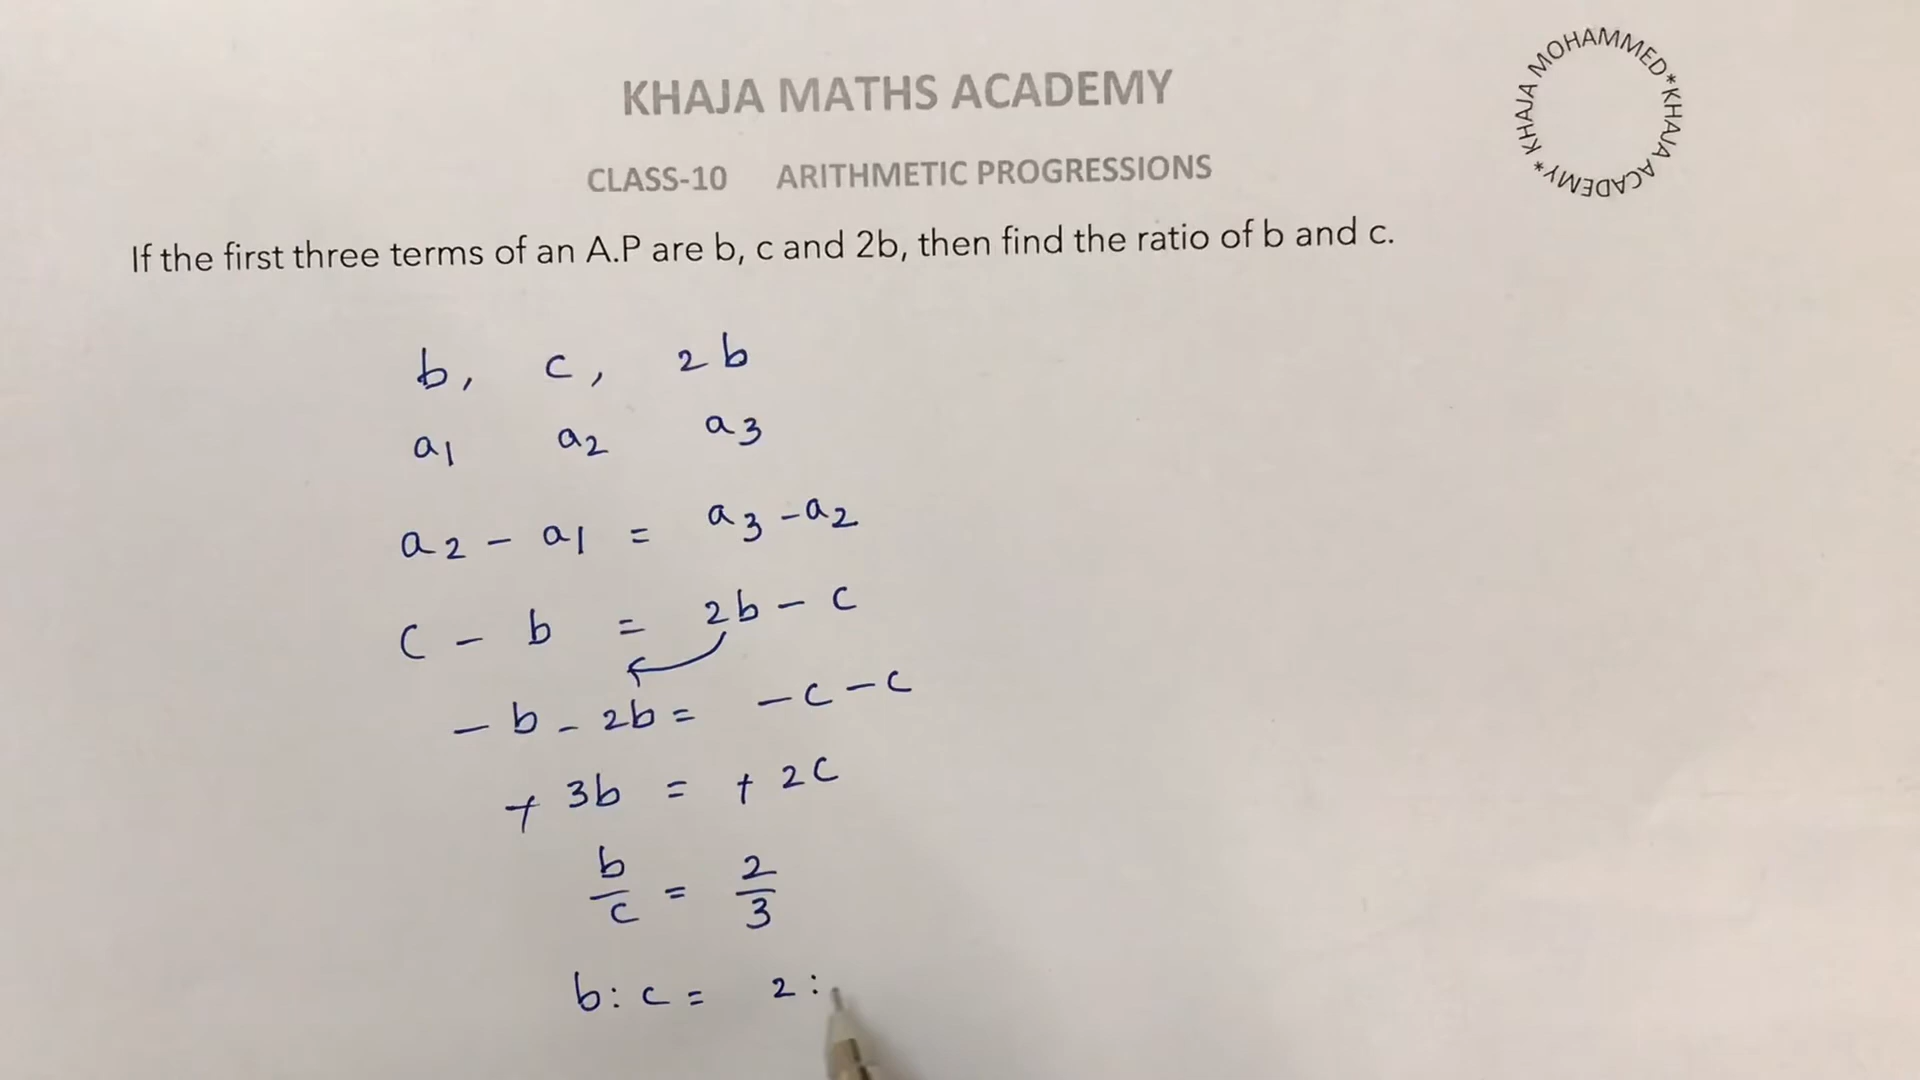 KHAJA MATHS ACADEMY
KHAJA MOHAMMED*KHAJA ACADEMY*
CLASS-10 ARITHMETIC PROGRESSIONS
If the first three terms of an A.P are b, c and 2b, then find the ratio of b and c.
b, c, 2b
a1 a2 a3
a2 - a1 = a3 - a2
c - b = 2b - c
- b - 2b = - c - c
+ 3b = + 2c
b/c = 2/3
b : c = 2 :